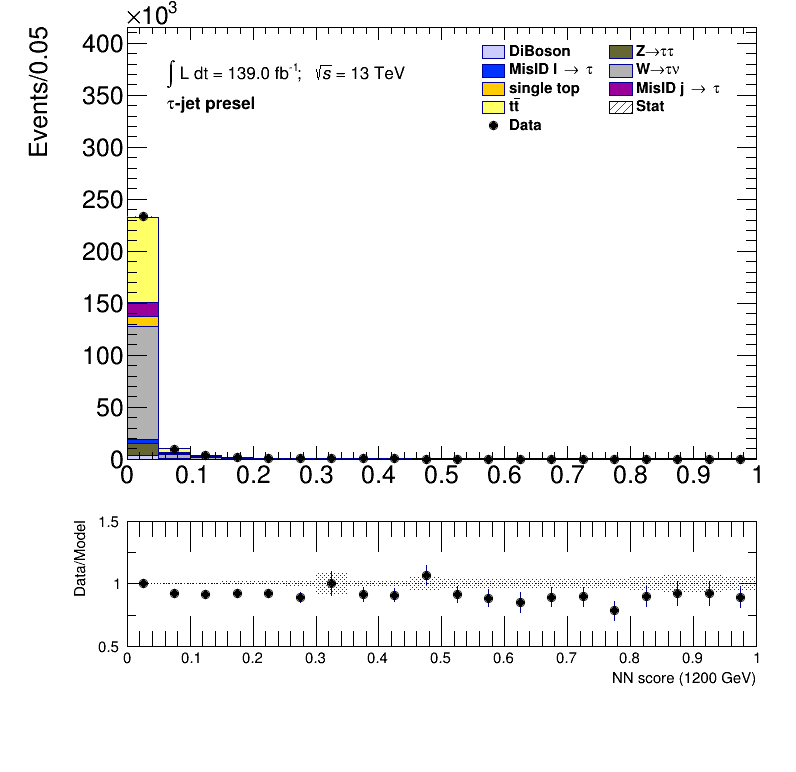 ×10³
Events/0.05
400
350
300
250
200
150
100
50
0
∫ L dt = 139.0 fb⁻¹; √s = 13 TeV
τ-jet presel
DiBoson
Z→ττ
MisID l → τ
W→τν
single top
MisID j → τ
tt̄
Stat
Data
0 0.1 0.2 0.3 0.4 0.5 0.6 0.7 0.8 0.9 1
Data/Model
1.5
1
0.5
0 0.1 0.2 0.3 0.4 0.5 0.6 0.7 0.8 0.9 1
NN score (1200 GeV)